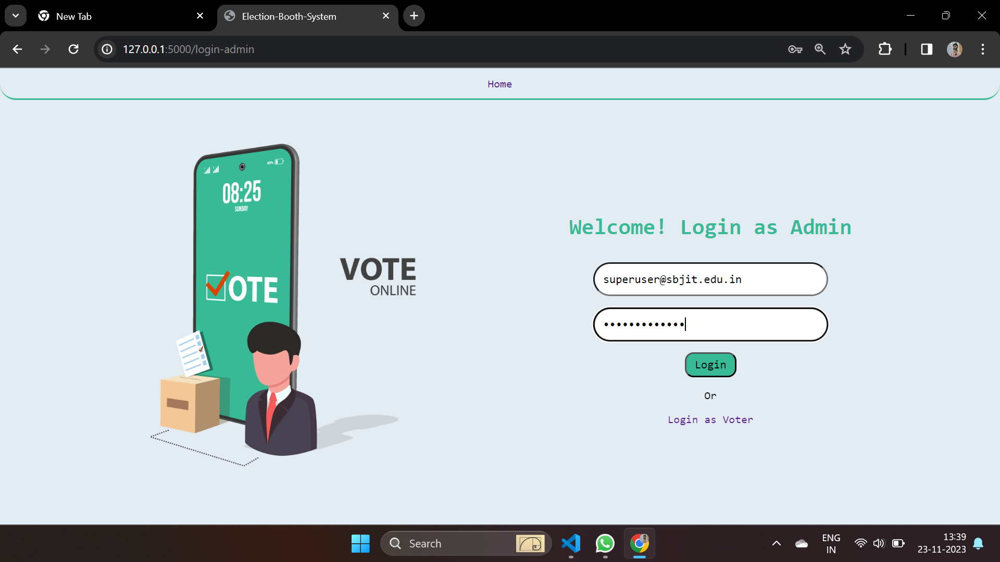 New Tab
Election-Booth-System
127.0.0.1:5000/login-admin
Home
40%
08:25
SUNDAY
OTE
VOTE
ONLINE
Welcome! Login as Admin
superuser@sbjit.edu.in
•••••••••••••
Login
Or
Login as Voter
Search
ENG
IN
13:39
23-11-2023